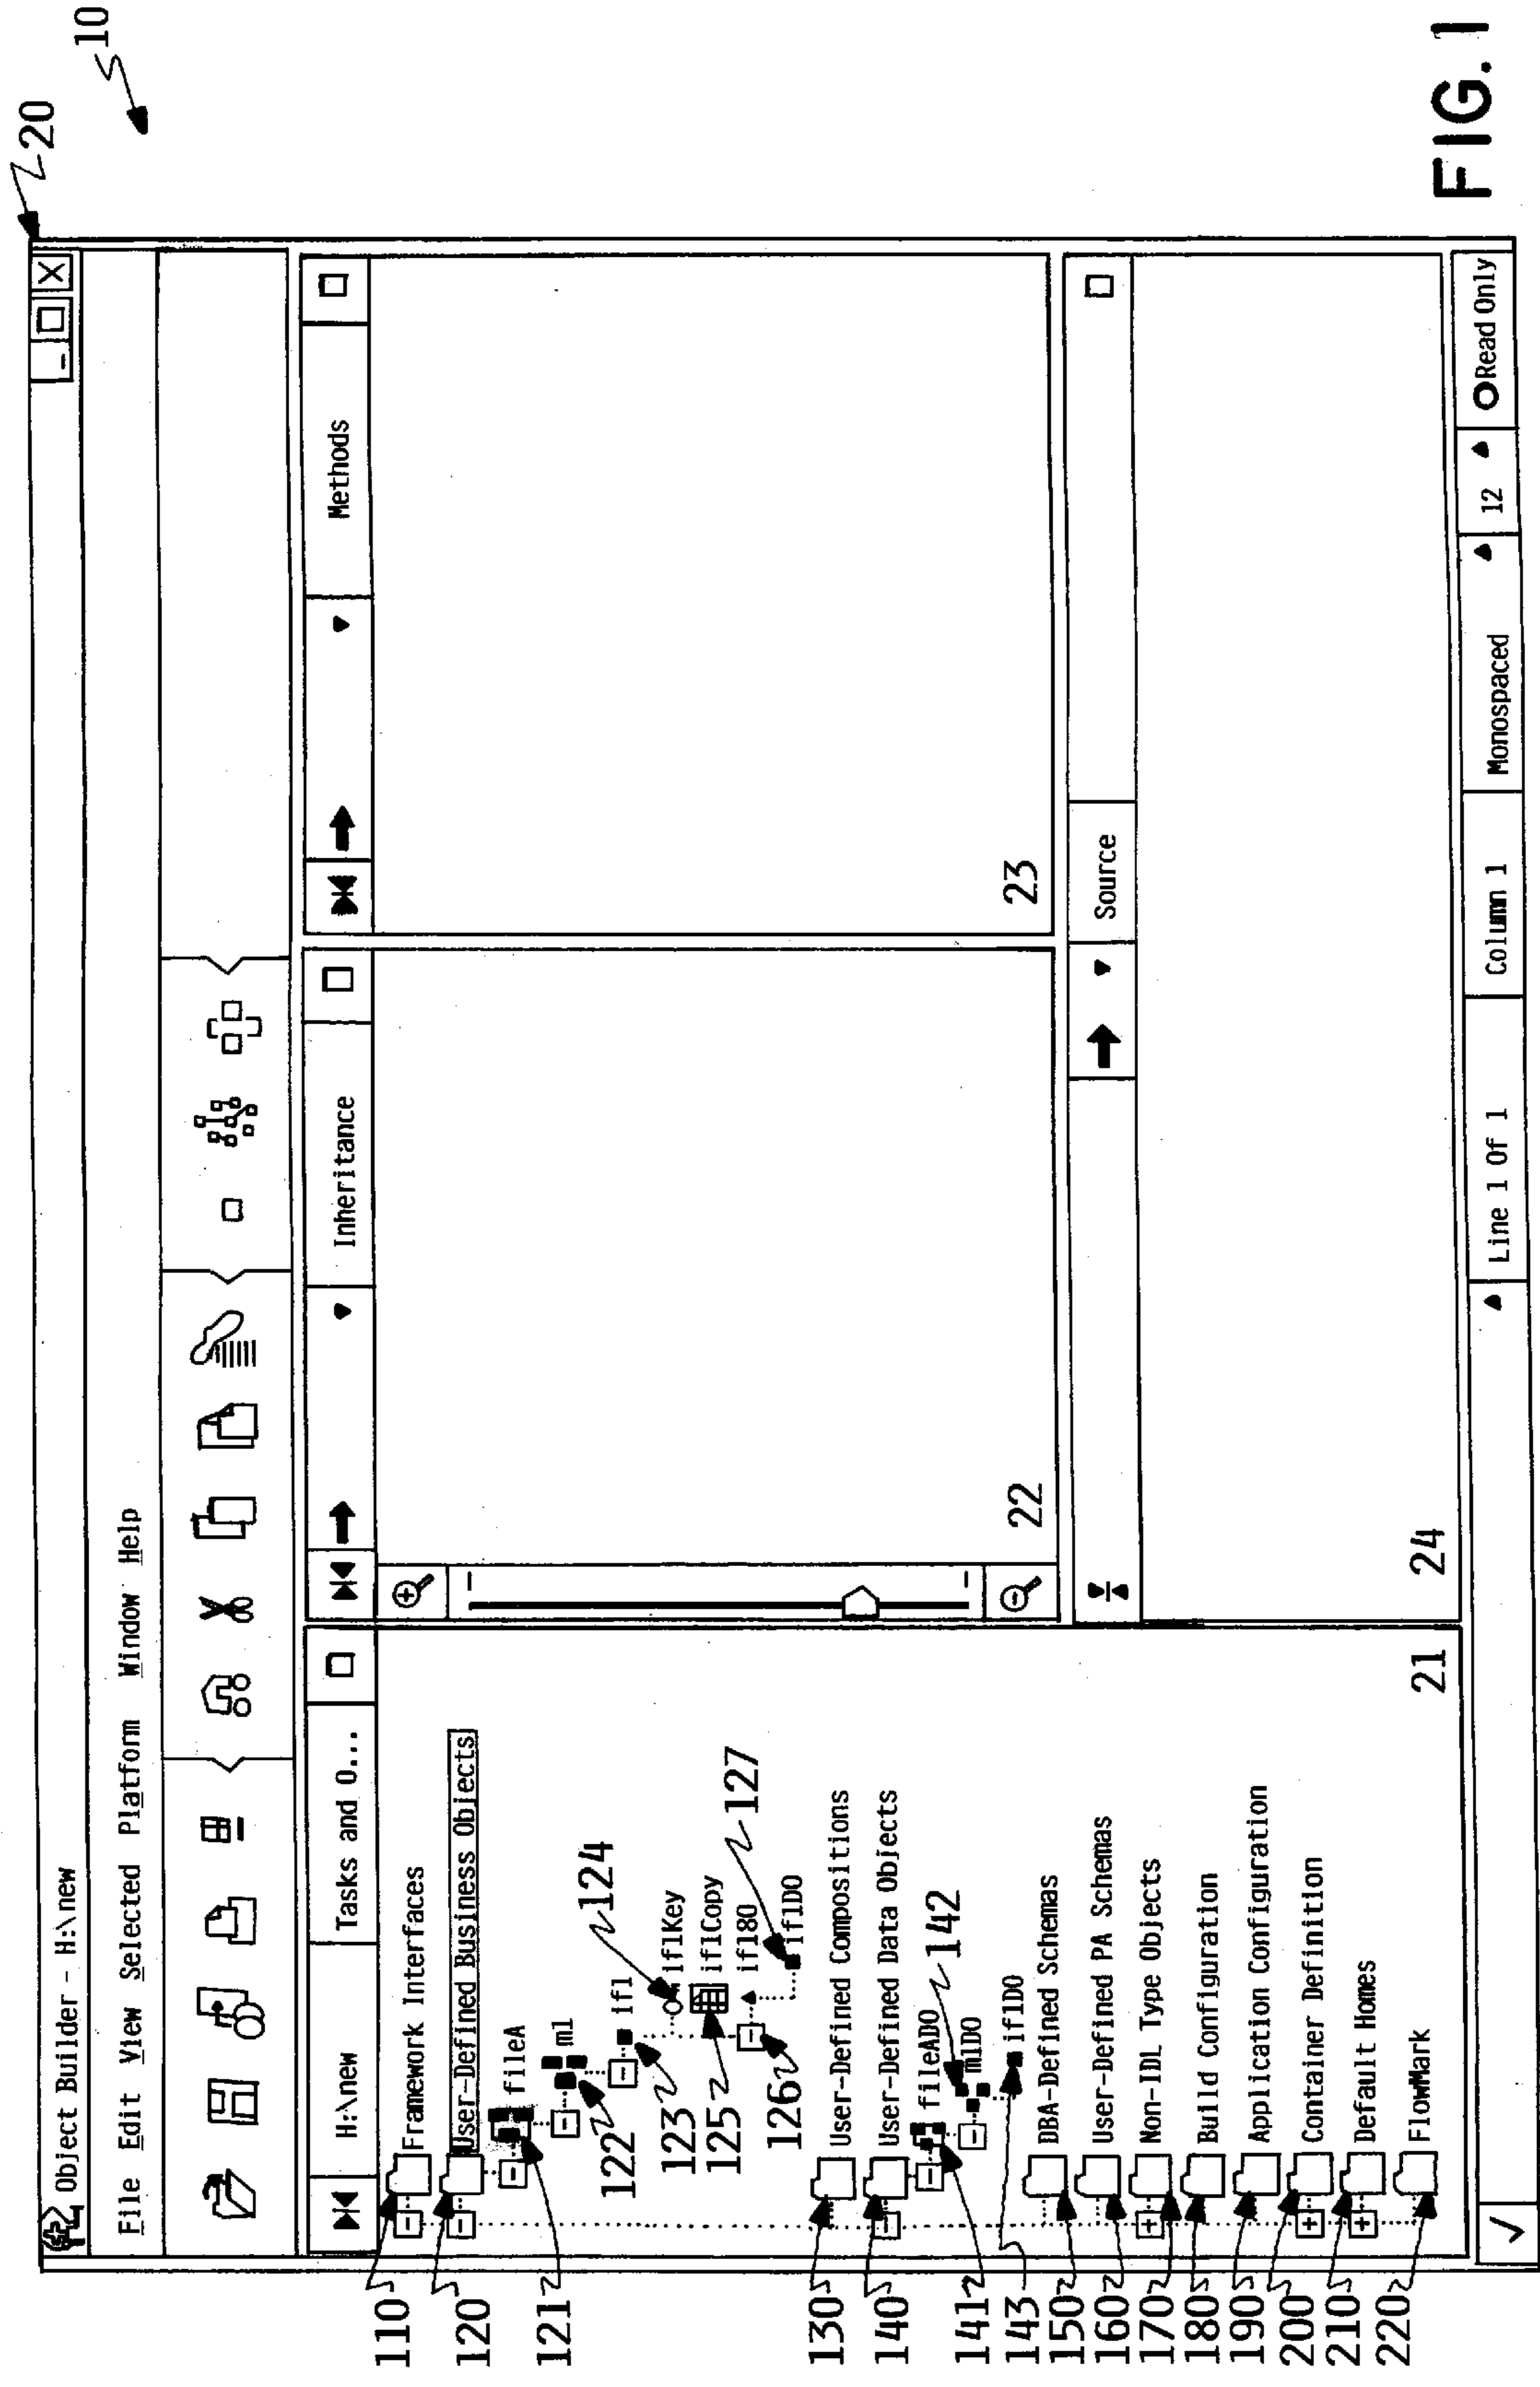 10
20
Object Builder - H:\new
File Edit View Selected Platform Window Help
H:\new Tasks and O... Inheritance Methods
110 Framework Interfaces
120 User-Defined Business Objects
121 fileA
122 m1
123 if1
124 if1Key
125 if1Copy
126 if1BO
127 if1DO
130 User-Defined Compositions
140 User-Defined Data Objects
141 fileADO
142 m1DO
143 if1DO
150 DBA-Defined Schemas
160 User-Defined PA Schemas
170 Non-IDL Type Objects
180 Build Configuration
190 Application Configuration
200 Container Definition
210 Default Homes
220 FlowMark
21
22
23
Source
24
Line 1 Of 1 Column 1 Monospaced 12 Read Only
FIG. 1